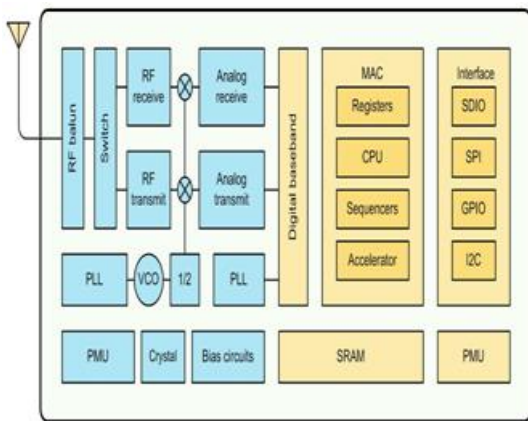 RF balun
Switch
RF
receive
Analog
receive
RF
transmit
Analog
transmit
PLL
VCO
1/2
PLL
Digital baseband
MAC
Registers
CPU
Sequencers
Accelerator
Interface
SDIO
SPI
GPIO
I2C
PMU
Crystal
Bias circuits
SRAM
PMU